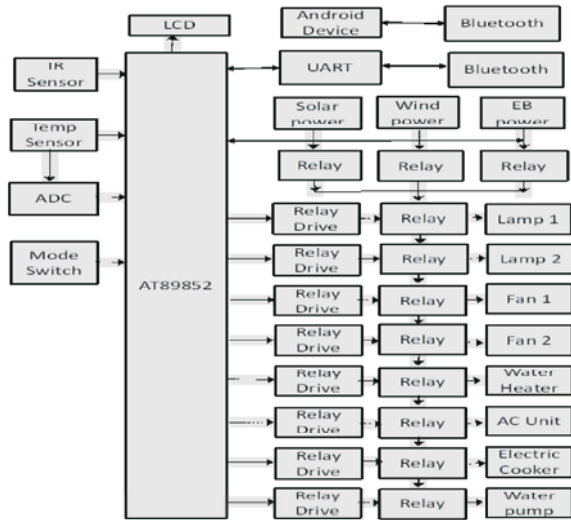 LCD
Android
Device
Bluetooth
IR
Sensor
UART
Bluetooth
Temp
Sensor
Solar
power
Wind
power
EB
power
Relay
Relay
Relay
ADC
Mode
Switch
AT89852
Relay
Drive
Relay
Lamp 1
Relay
Drive
Relay
Lamp 2
Relay
Drive
Relay
Fan 1
Relay
Drive
Relay
Fan 2
Relay
Drive
Relay
Water
Heater
Relay
Drive
Relay
AC Unit
Relay
Drive
Relay
Electric
Cooker
Relay
Drive
Relay
Water
pump